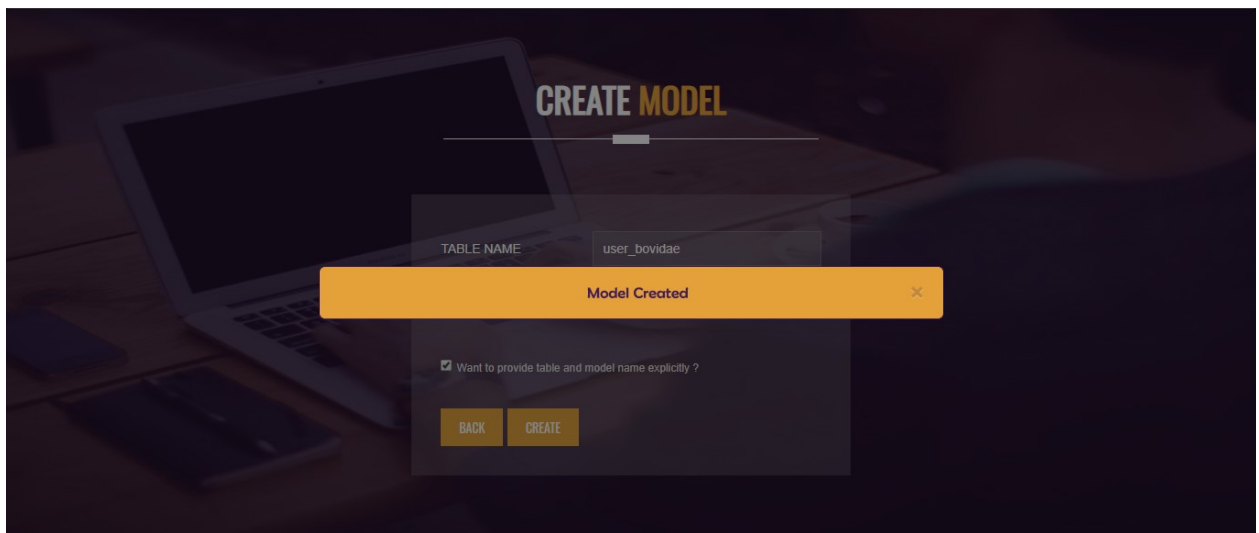 CREATE MODEL
TABLE NAME
user_bovidae
Model Created
×
Want to provide table and model name explicitly ?
BACK
CREATE